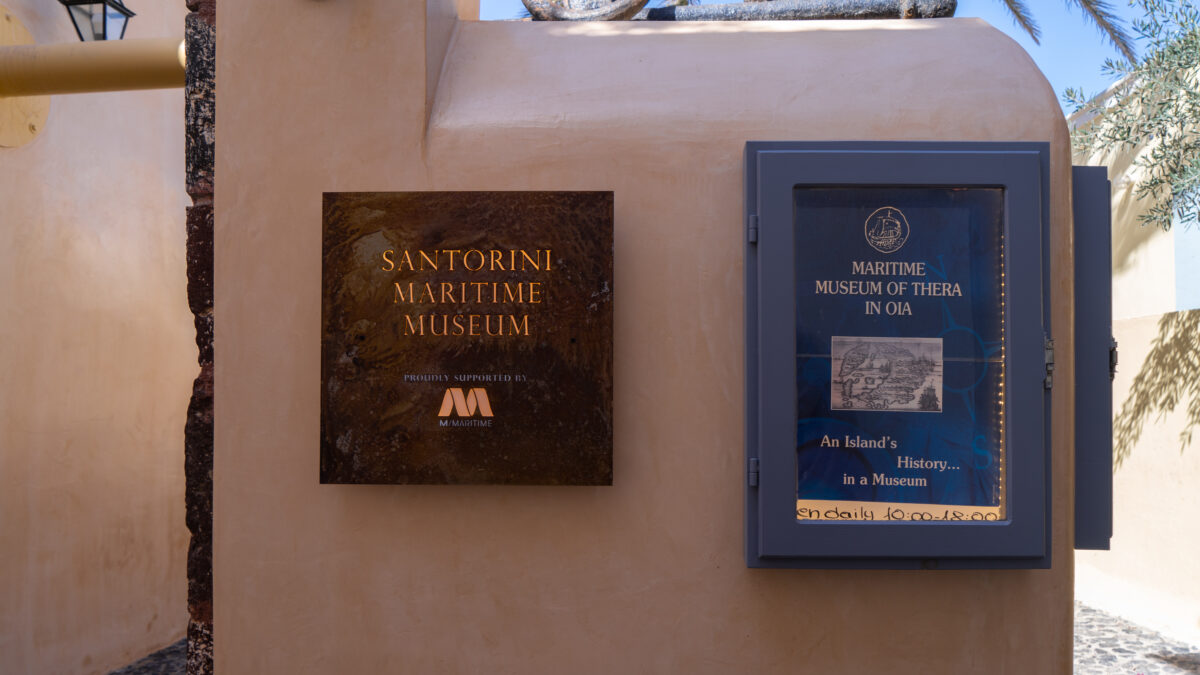 SANTORINI
MARITIME
MUSEUM
PROUDLY SUPPORTED BY
M/MARITIME
MARITIME
MUSEUM OF THERA
IN OIA
N
An Island's
History...
S
in a Museum
en daily 10:00-18:00